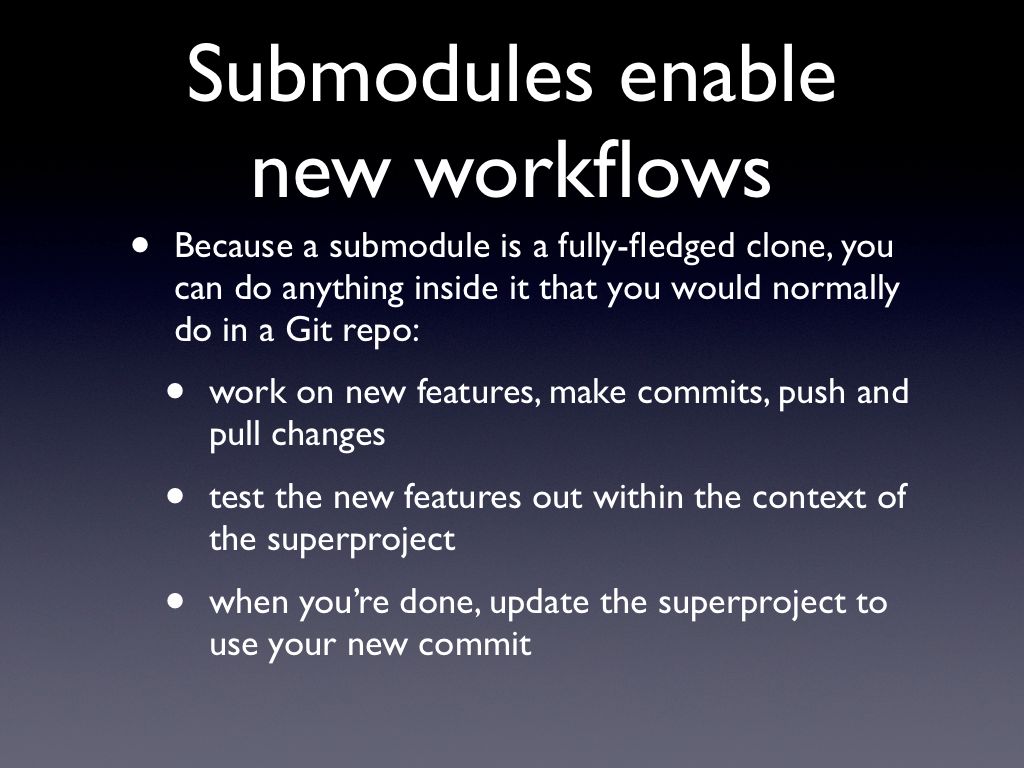 Submodules enable
new workflows
• Because a submodule is a fully-fledged clone, you
can do anything inside it that you would normally
do in a Git repo:
• work on new features, make commits, push and
pull changes
• test the new features out within the context of
the superproject
• when you’re done, update the superproject to
use your new commit